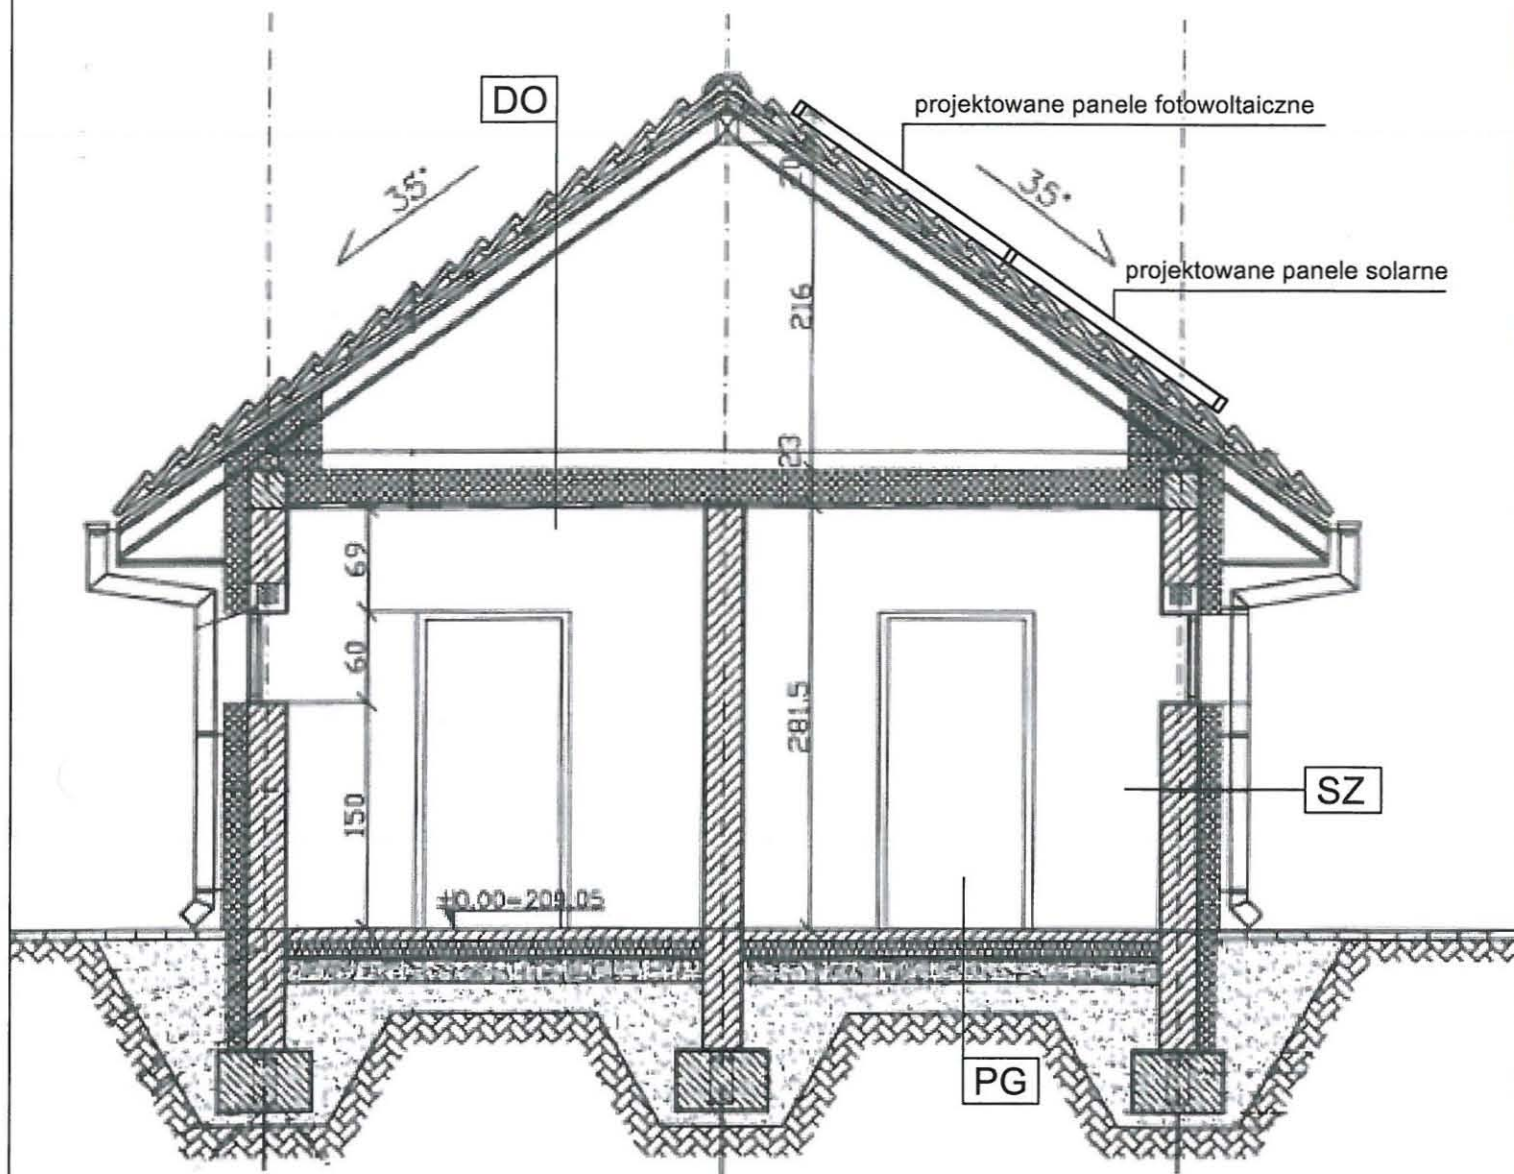 DO
projektowane panele fotowoltaiczne
35°
35°
20
projektowane panele solarne
216
23
69
60
281.5
SZ
150
±0.00=209.05
PG